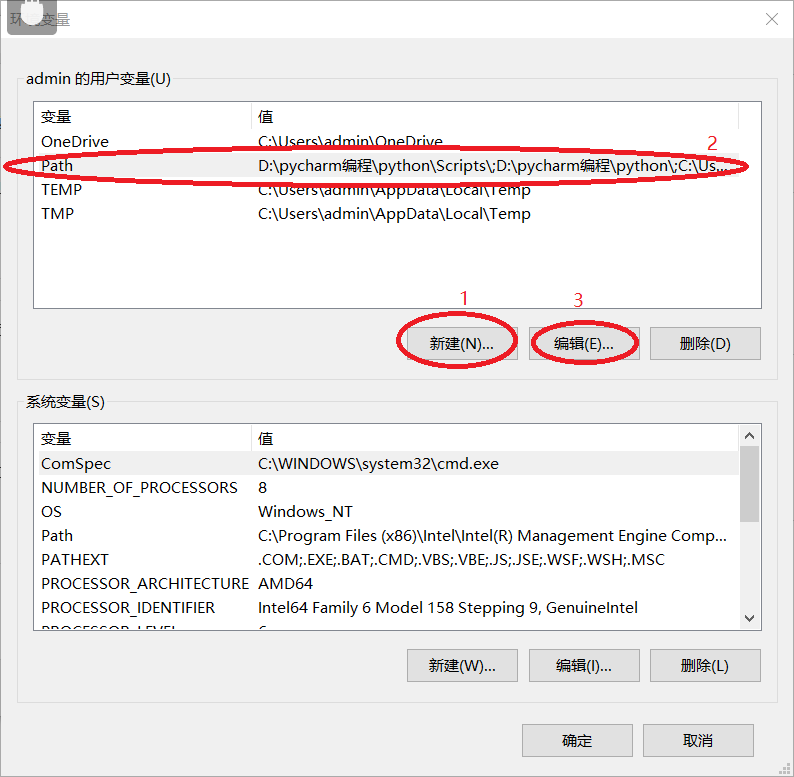 环境变量
admin 的用户变量(U)
变量 值
OneDrive C:\Users\admin\OneDrive
2
Path D:\pycharm编程\python\Scripts\;D:\pycharm编程\python\;C:\Us...
TEMP C:\Users\admin\AppData\Local\Temp
TMP C:\Users\admin\AppData\Local\Temp
1 3
新建(N)... 编辑(E)... 删除(D)
系统变量(S)
变量 值
ComSpec C:\WINDOWS\system32\cmd.exe
NUMBER_OF_PROCESSORS 8
OS Windows_NT
Path C:\Program Files (x86)\Intel\Intel(R) Management Engine Comp...
PATHEXT .COM;.EXE;.BAT;.CMD;.VBS;.VBE;.JS;.JSE;.WSF;.WSH;.MSC
PROCESSOR_ARCHITECTURE AMD64
PROCESSOR_IDENTIFIER Intel64 Family 6 Model 158 Stepping 9, GenuineIntel
PROCESSOR_LEVEL 6
新建(W)... 编辑(I)... 删除(L)
确定 取消